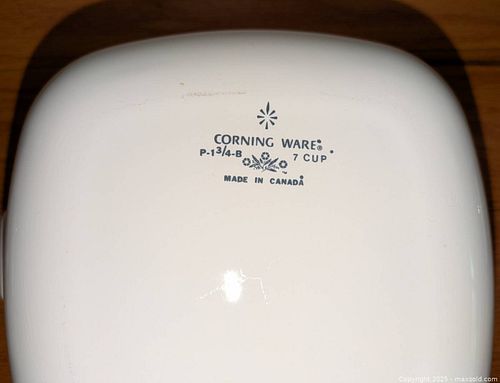 CORNING WARE®
P-1 3/4-B 7 CUP
MADE IN CANADA
Copyright 2025 - maxsold.com